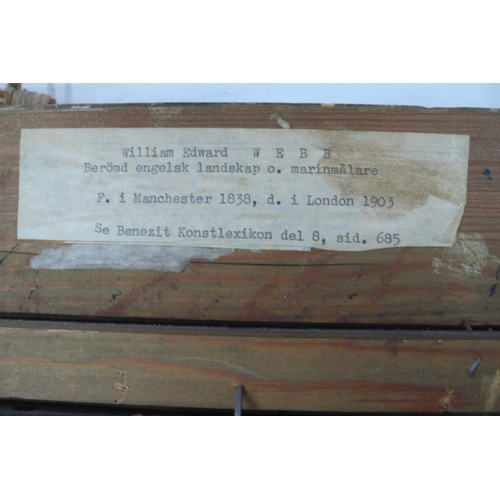 William Edward W E B B
Berömd engelsk landskap o. marinmålare
F. i Manchester 1838, d. i London 1903
Se Benezit Konstlexikon del 8, sid. 685